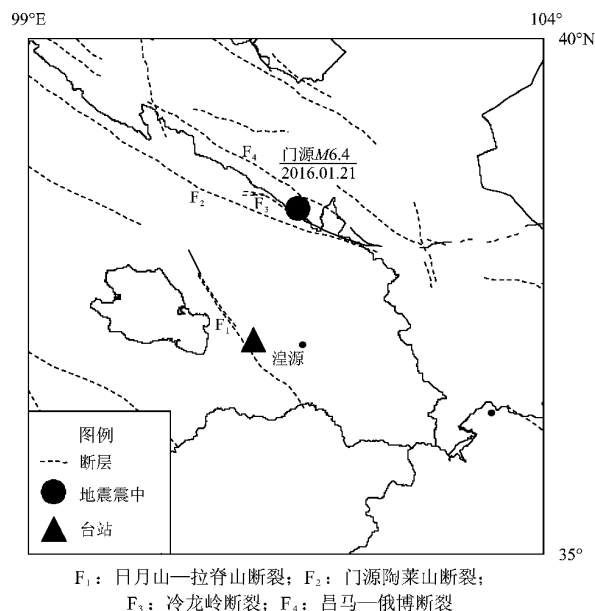 99°E 104°
40°N
F₄
门源M6.4
2016.01.21
F₂
F₃
F₁
湟源
图例
断层
地震震中
台站
35°
F₁：日月山—拉脊山断裂；F₂：门源陶莱山断裂；
F₃：冷龙岭断裂；F₄：昌马—俄博断裂